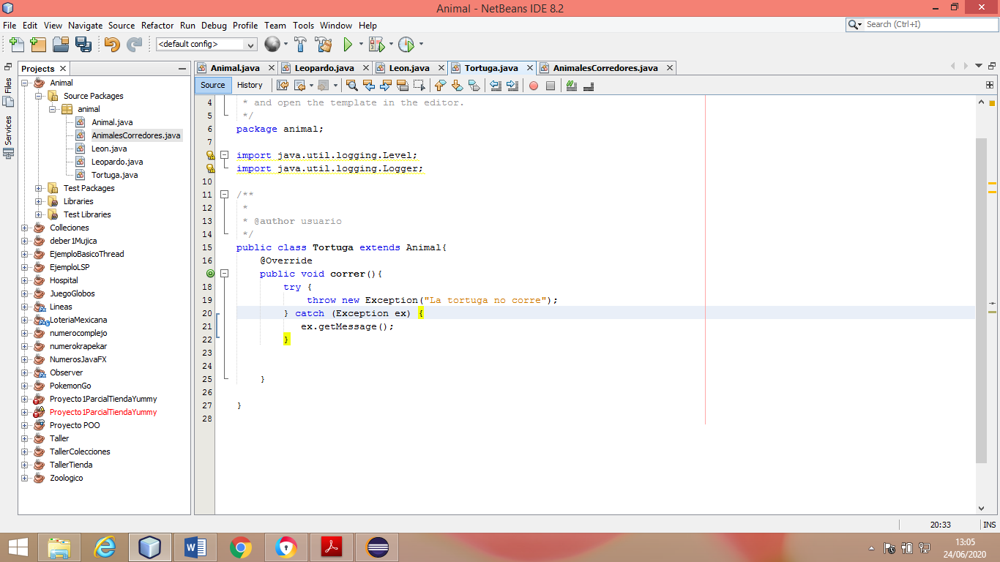 Animal - NetBeans IDE 8.2
File Edit View Navigate Source Refactor Run Debug Profile Team Tools Window Help
Search (Ctrl+I)
<default config>
Files
Services
Projects
Animal
Source Packages
animal
Animal.java
AnimalesCorredores.java
Leon.java
Leopardo.java
Tortuga.java
Test Packages
Libraries
Test Libraries
Colleciones
deber1Mujica
EjemploBasicoThread
EjemploLSP
Hospital
JuegoGlobos
Lineas
LoteriaMexicana
numerocomplejo
numerokrapekar
NumerosJavaFX
Observer
PokemonGo
Proyecto1ParcialTiendaYummy
Proyecto1ParcialTiendaYummy
Proyecto POO
Taller
TallerColecciones
TallerTienda
Zoologico
Animal.java Leopardo.java Leon.java Tortuga.java AnimalesCorredores.java
Source History
4 * and open the template in the editor.
5 */
6 package animal;
7
import java.util.logging.Level;
import java.util.logging.Logger;
10
11 /**
12 *
13 * @author usuario
14 */
15 public class Tortuga extends Animal{
16 @Override
public void correr(){
18 try {
19 throw new Exception("La tortuga no corre");
20 } catch (Exception ex) {
21 ex.getMessage();
22 }
23
24
25 }
26
27 }
28
20:33 INS
13:05
24/06/2020